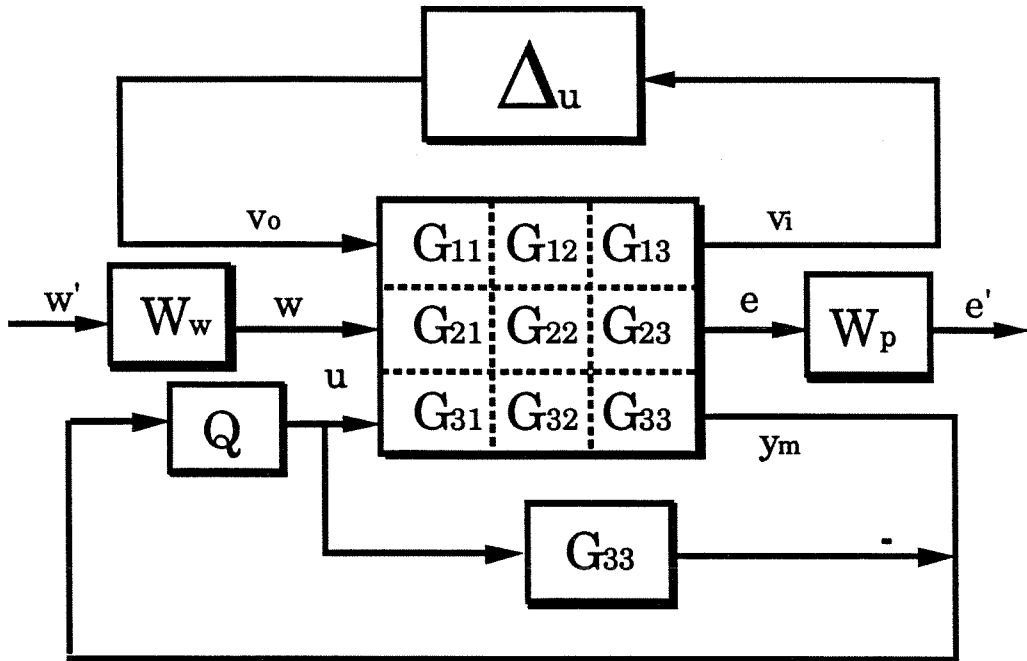 Δu
vo
G11 G12 G13
vi
w'
Ww
w
G21 G22 G23
e
Wp
e'
u
Q
G31 G32 G33
ym
G33
-